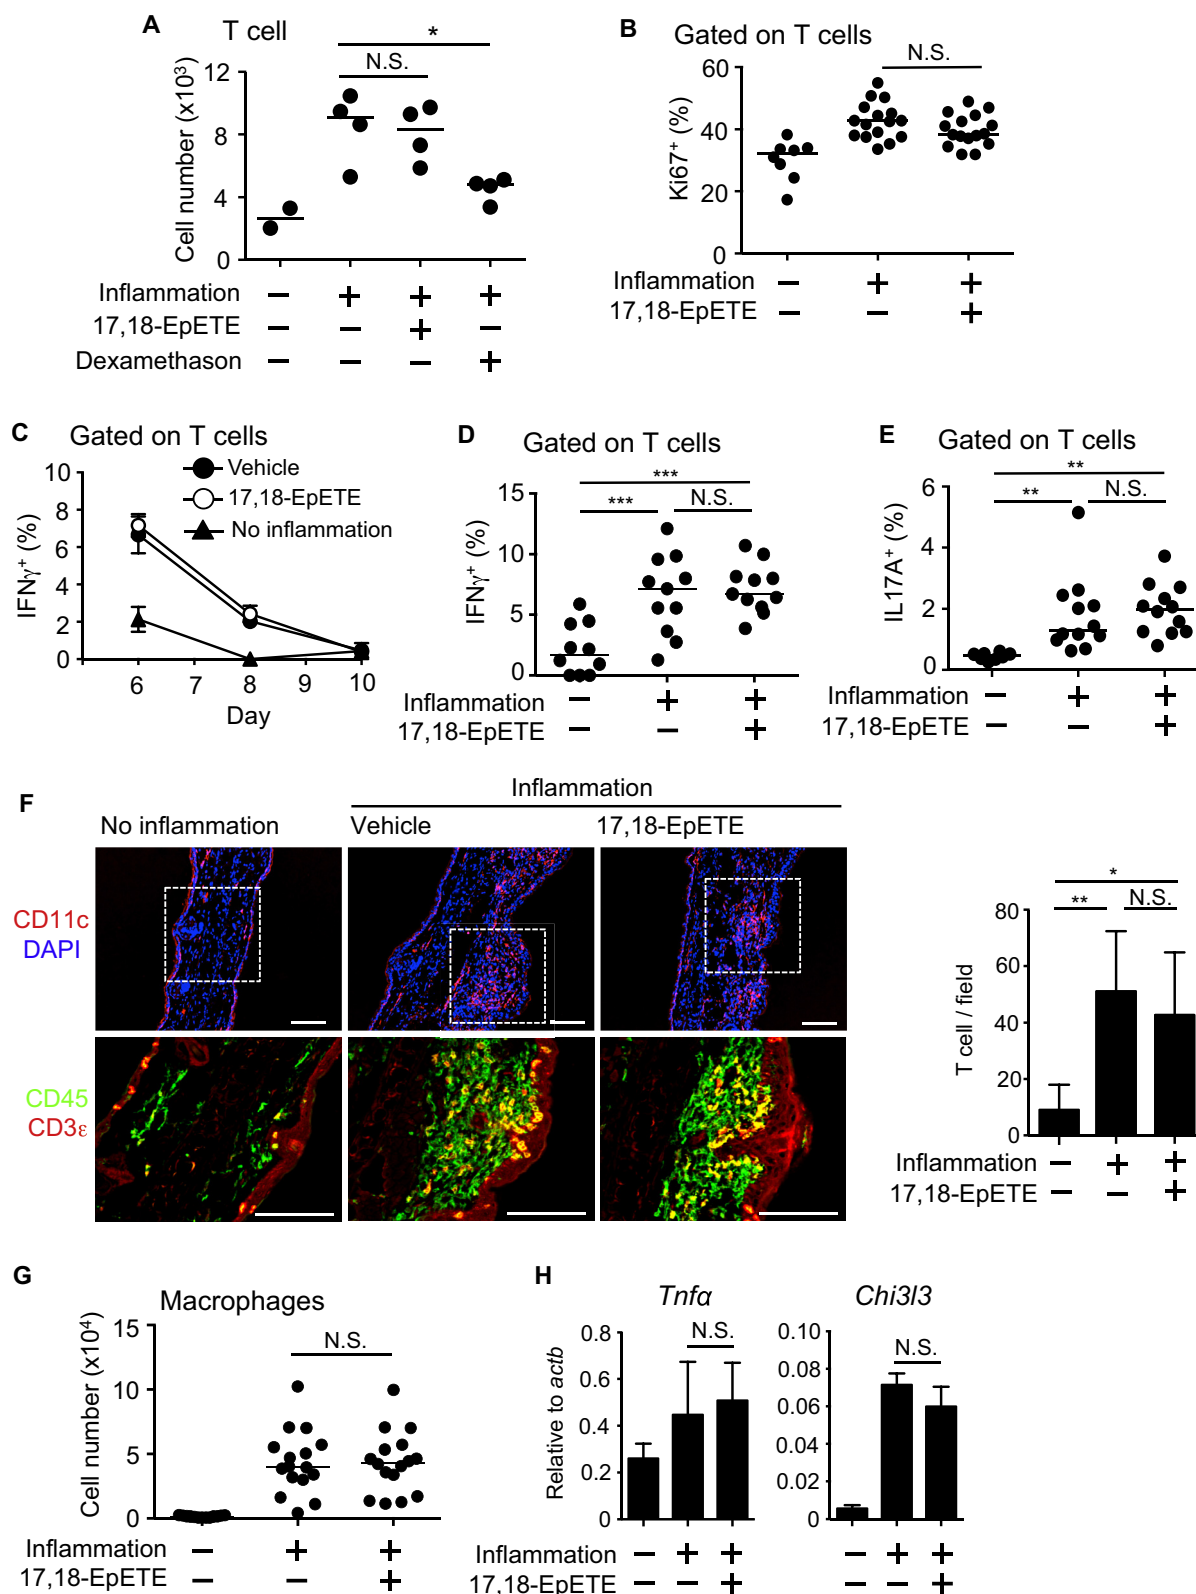 A
T cell
*
N.S.
Cell number (x10³)
12
8
4
0
Inflammation − + + +
17,18-EpETE − − + −
Dexamethason − − − +
B
Gated on T cells
N.S.
Ki67⁺ (%)
60
40
20
0
Inflammation − + +
17,18-EpETE − − +
C
Gated on T cells
Vehicle
17,18-EpETE
No inflammation
IFNγ⁺ (%)
10
8
6
4
2
0
6 7 8 9 10
Day
D
Gated on T cells
***
*** N.S.
IFNγ⁺ (%)
15
10
5
0
Inflammation − + +
17,18-EpETE − − +
E
Gated on T cells
**
** N.S.
IL17A⁺ (%)
6
4
2
0
Inflammation − + +
17,18-EpETE − − +
F
Inflammation
No inflammation Vehicle 17,18-EpETE
CD11c
DAPI
CD45
CD3ε
*
** N.S.
T cell / field
80
60
40
20
0
Inflammation − + +
17,18-EpETE − − +
G
Macrophages
N.S.
Cell number (x10⁴)
15
10
5
0
Inflammation − + +
17,18-EpETE − − +
H
Tnfα
N.S.
Relative to actb
0.8
0.6
0.4
0.2
0
Chi3l3
N.S.
0.10
0.08
0.06
0.04
0.02
0
Inflammation − + + − + +
17,18-EpETE − − + − − +